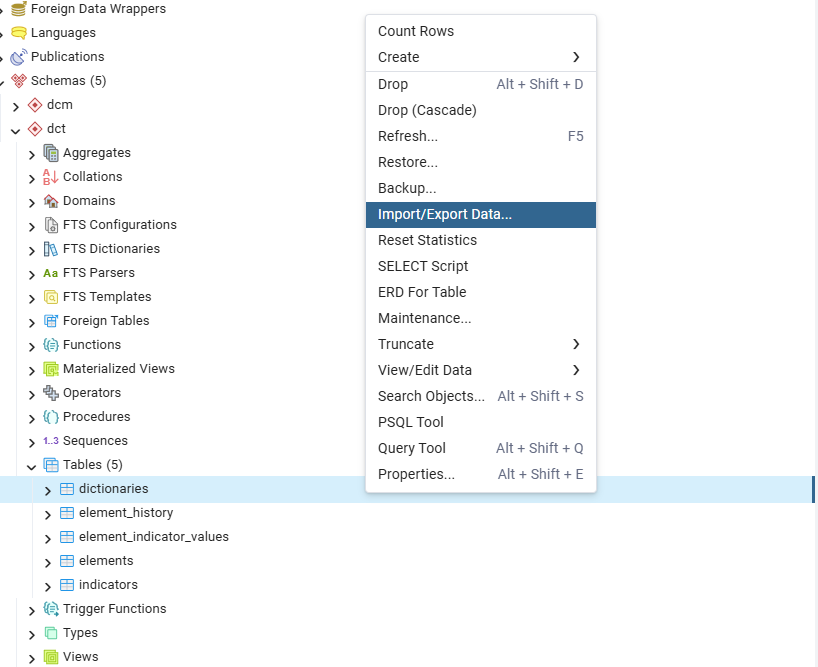 Foreign Data Wrappers
Languages
Publications
Schemas (5)
dcm
dct
Aggregates
A
B
Collations
Domains
FTS Configurations
FTS Dictionaries
Aa FTS Parsers
FTS Templates
Foreign Tables
Functions
Materialized Views
Operators
Procedures
1..3 Sequences
Tables (5)
dictionaries
element_history
element_indicator_values
elements
indicators
Trigger Functions
Types
Views
Count Rows
Create
Drop Alt + Shift + D
Drop (Cascade)
Refresh... F5
Restore...
Backup...
Import/Export Data...
Reset Statistics
SELECT Script
ERD For Table
Maintenance...
Truncate
View/Edit Data
Search Objects... Alt + Shift + S
PSQL Tool
Query Tool Alt + Shift + Q
Properties... Alt + Shift + E